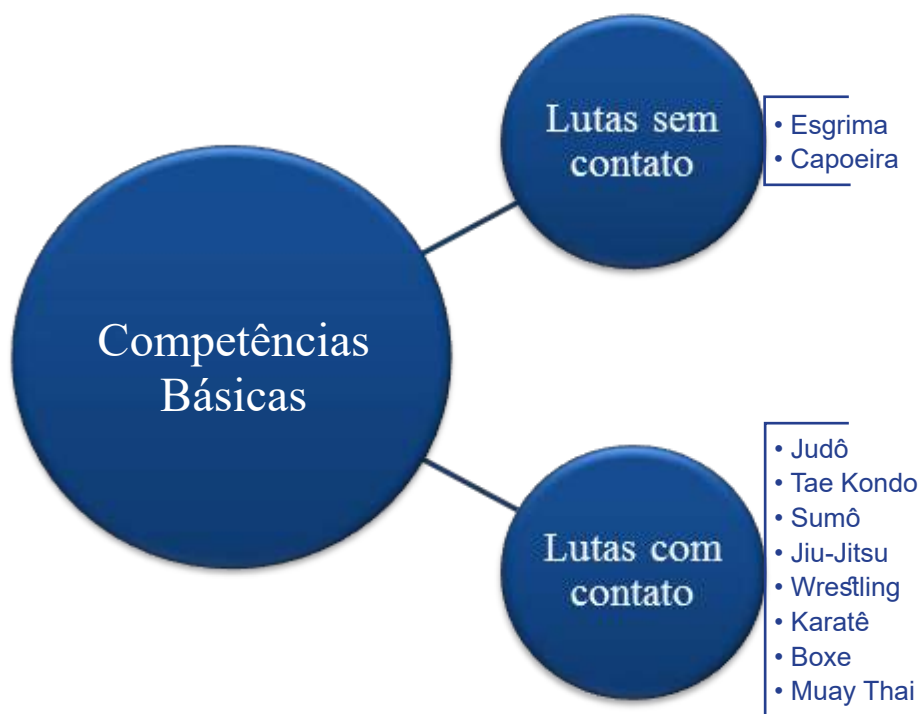 Competências
Básicas
Lutas sem
contato
• Esgrima
• Capoeira
Lutas com
contato
• Judô
• Tae Kondo
• Sumô
• Jiu-Jitsu
• Wrestling
• Karatê
• Boxe
• Muay Thai